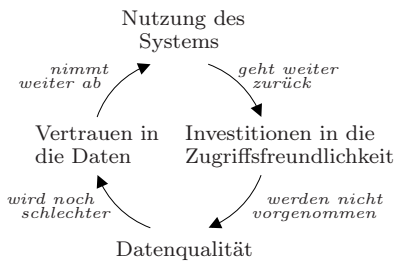 Nutzung des
Systems
nimmt
weiter ab
geht weiter
zurück
Vertrauen in
die Daten
Investitionen in die
Zugriffsfreundlichkeit
wird noch
schlechter
werden nicht
vorgenommen
Datenqualität